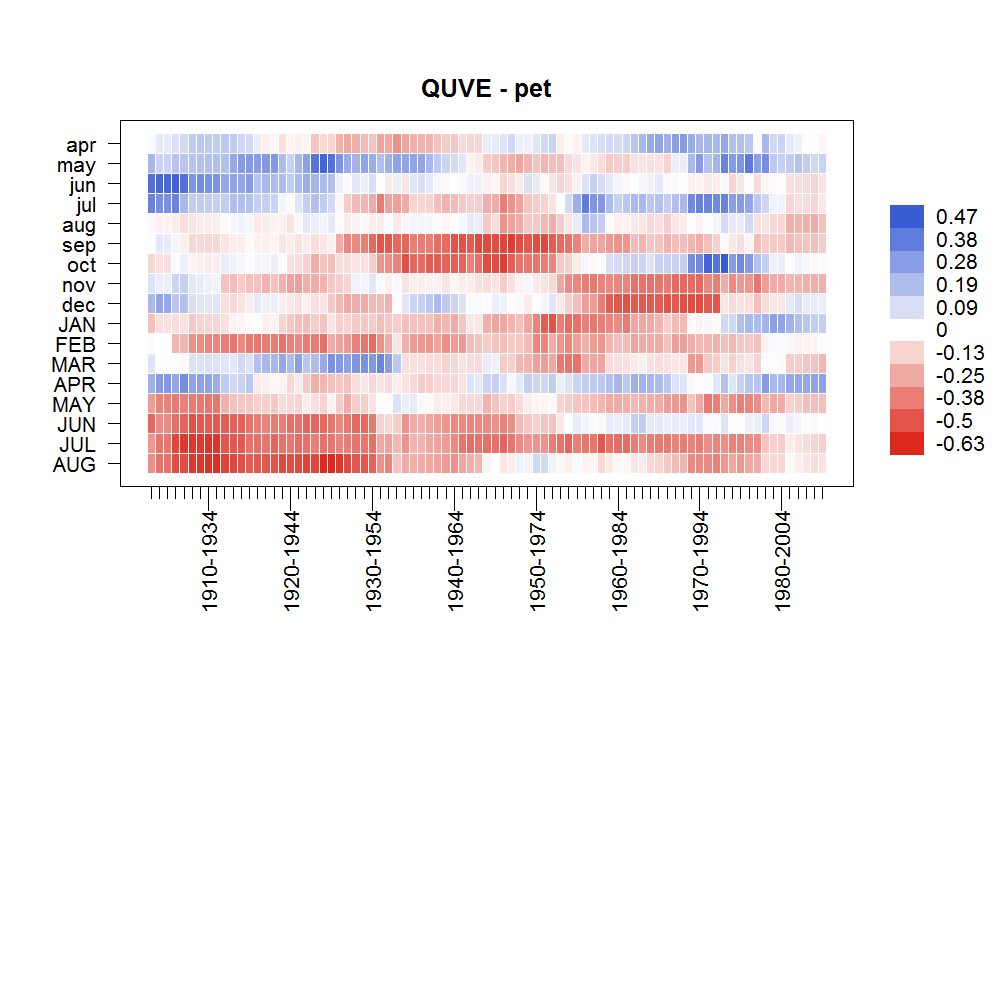 QUVE - pet
apr
may
jun
jul
aug
sep
oct
nov
dec
JAN
FEB
MAR
APR
MAY
JUN
JUL
AUG
0.47
0.38
0.28
0.19
0.09
0
-0.13
-0.25
-0.38
-0.5
-0.63
1910-1934
1920-1944
1930-1954
1940-1964
1950-1974
1960-1984
1970-1994
1980-2004